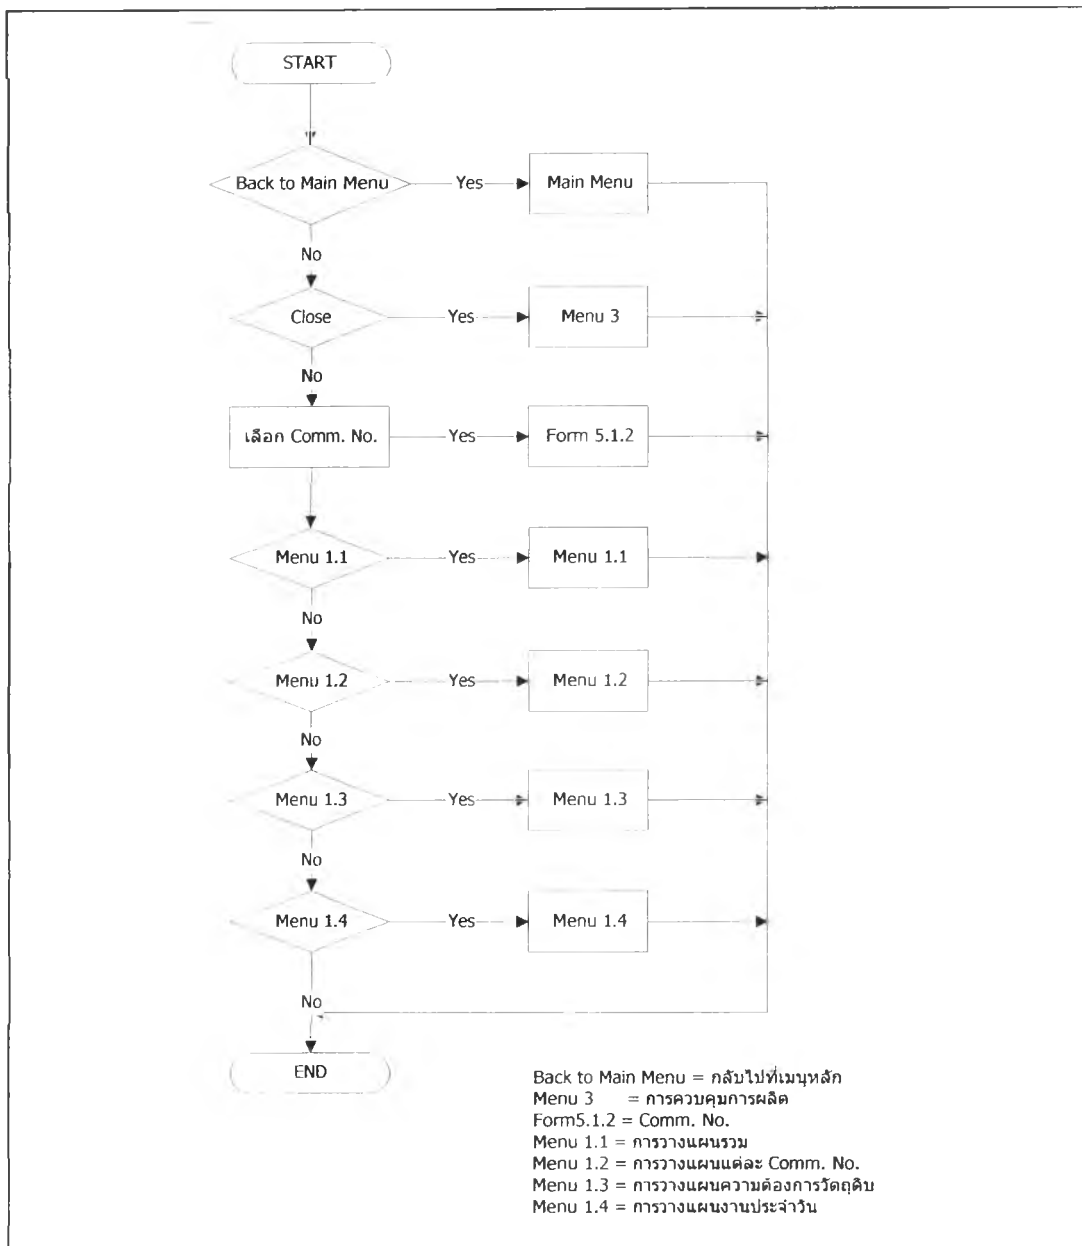 START
Back to Main Menu Yes Main Menu
No
Close Yes Menu 3
No
เลือก Comm. No. Yes Form 5.1.2
Menu 1.1 Yes Menu 1.1
No
Menu 1.2 Yes Menu 1.2
No
Menu 1.3 Yes Menu 1.3
No
Menu 1.4 Yes Menu 1.4
No
END
Back to Main Menu = กลับไปที่เมนูหลัก
Menu 3 = การควบคุมการผลิต
Form5.1.2 = Comm. No.
Menu 1.1 = การวางแผนรวม
Menu 1.2 = การวางแผนแต่ละ Comm. No.
Menu 1.3 = การวางแผนความต้องการวัตถุดิบ
Menu 1.4 = การวางแผนงานประจำวัน